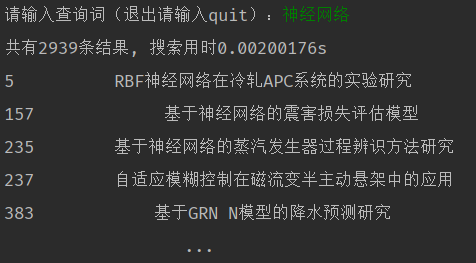 请输入查询词（退出请输入quit）：神经网络
共有2939条结果, 搜索用时0.00200176s
5 RBF神经网络在冷轧APC系统的实验研究
157 基于神经网络的震害损失评估模型
235 基于神经网络的蒸汽发生器过程辨识方法研究
237 自适应模糊控制在磁流变半主动悬架中的应用
383 基于GRN N模型的降水预测研究
...